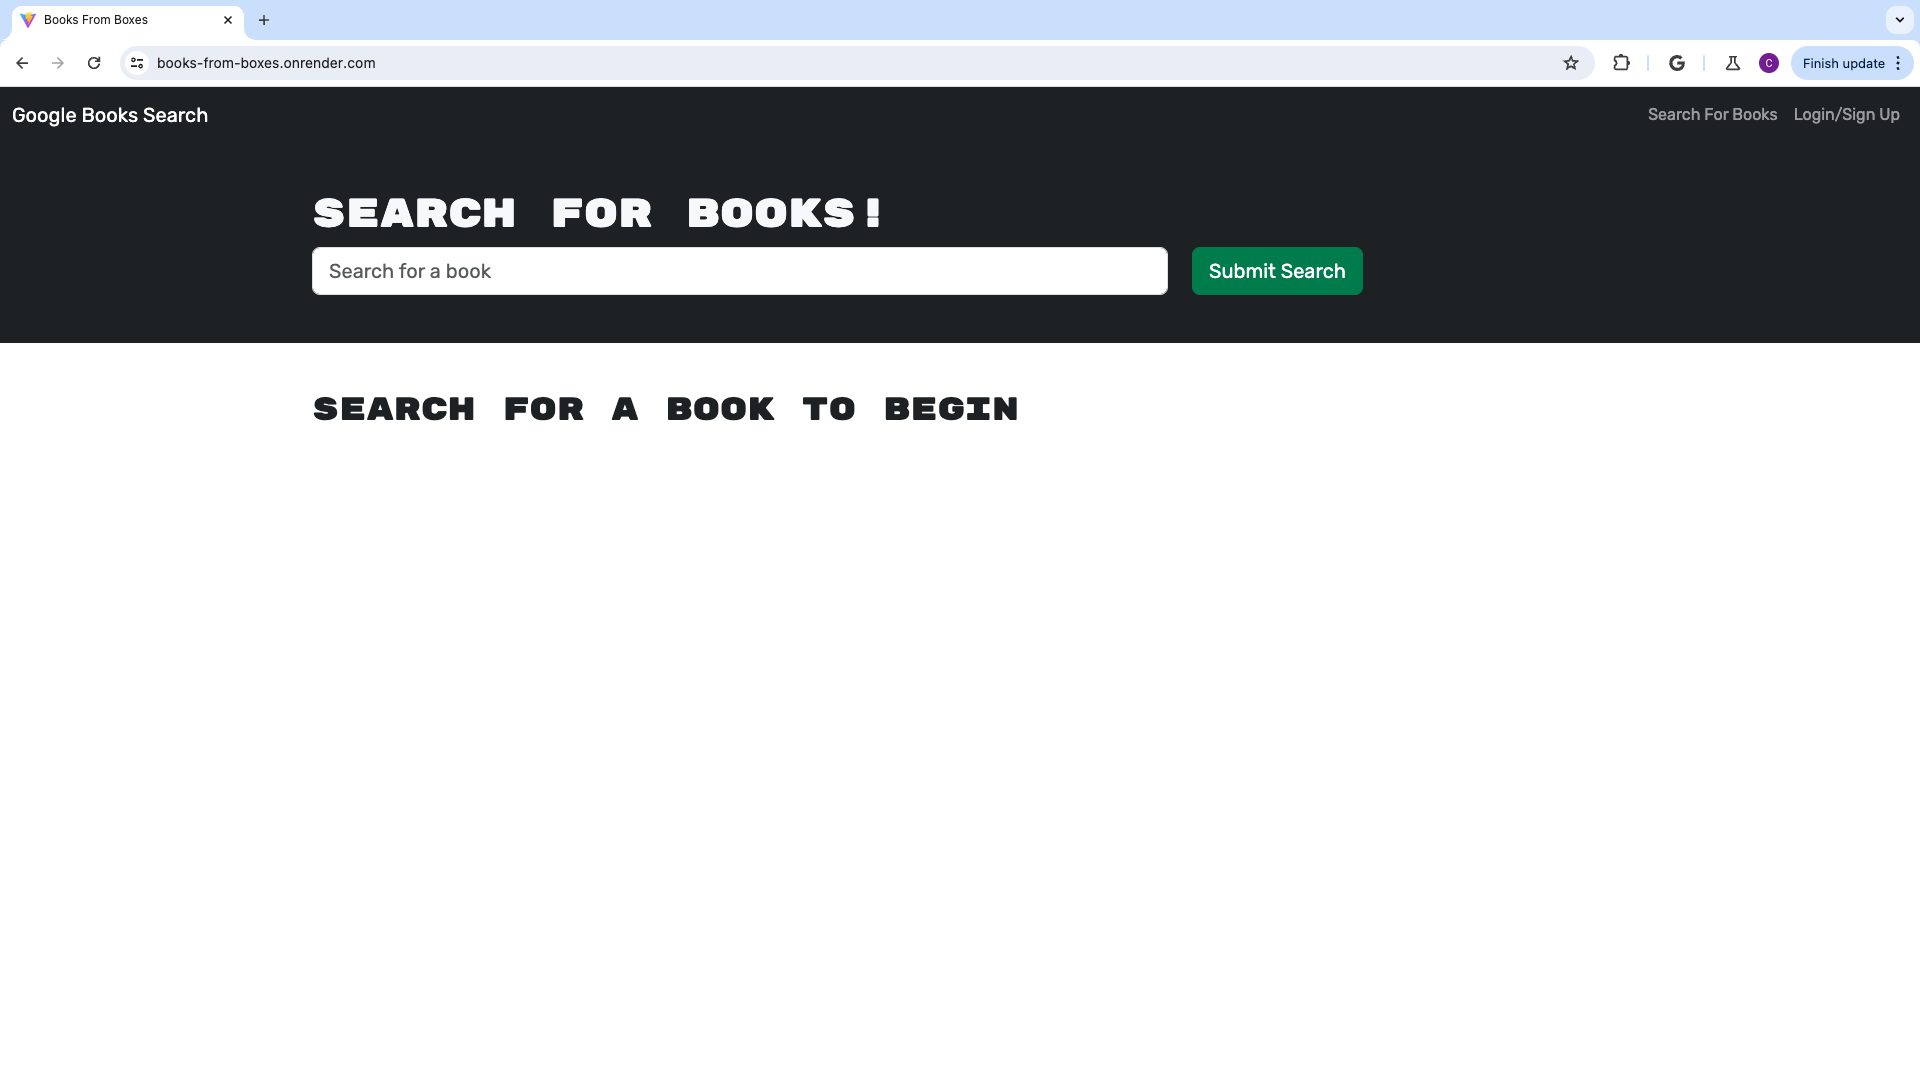 Books From Boxes
books-from-boxes.onrender.com
C
Finish update
Google Books Search
Search For Books
Login/Sign Up
SEARCH FOR BOOKS!
Search for a book
Submit Search
SEARCH FOR A BOOK TO BEGIN